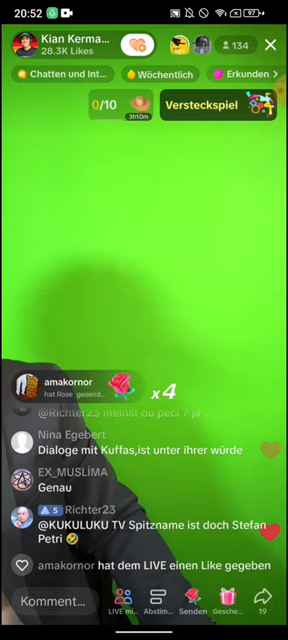 20:52
97
Kian Kerma...
28.3K Likes
134
Chatten und Int...
Wöchentlich
Erkunden
0/10
3h10m
Versteckspiel
amakornor
hat Rose gesend...
x4
@Richter23 meinst du peci ? ja
Nina Egebert
Dialoge mit Kuffas,ist unter ihrer würde
EX_MUSLİMA
Genau
5 Richter23
@KUKULUKU TV Spitzname ist doch Stefan
Petri 🤣
amakornor hat dem LIVE einen Like gegeben
Komment...
LIVE mi...
Abstim...
Senden
Gesche...
19